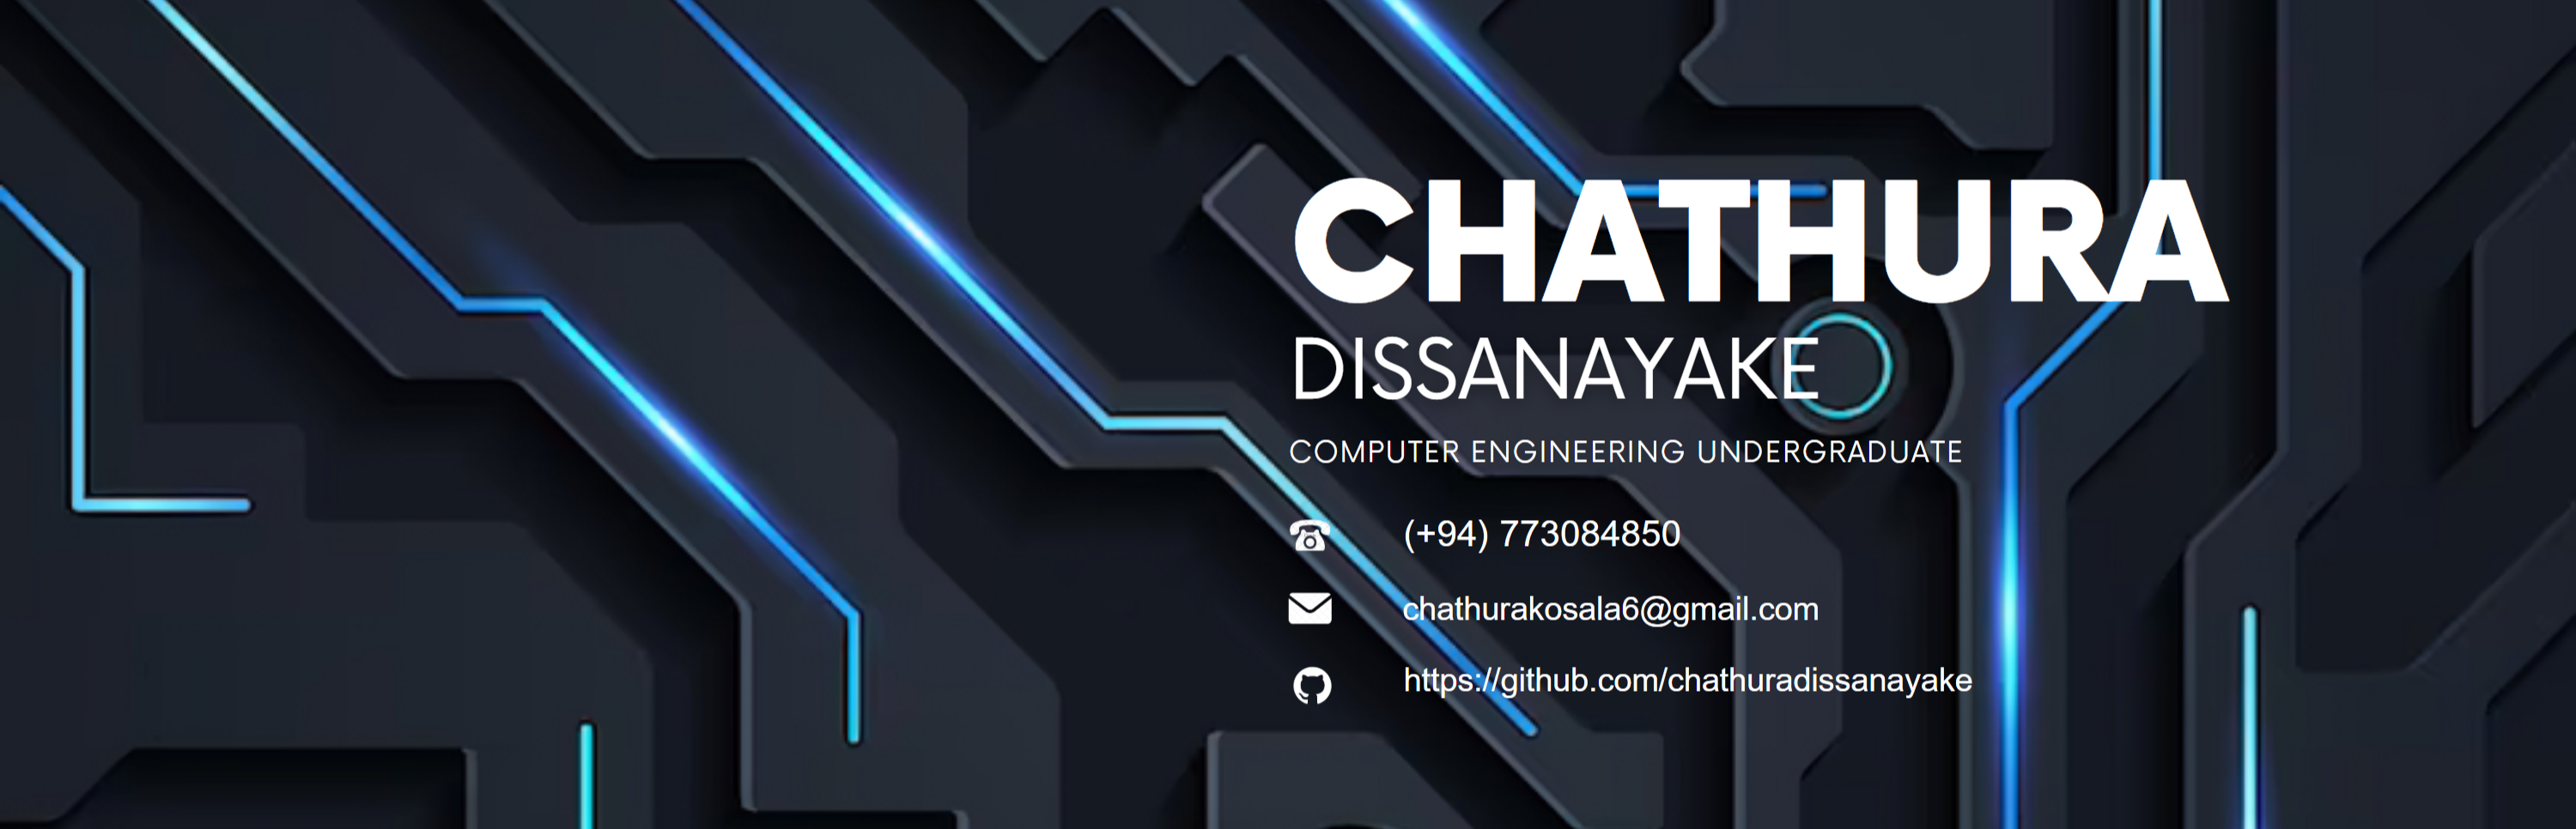 CHATHURA
DISSANAYAKE
COMPUTER ENGINEERING UNDERGRADUATE
(+94) 773084850
chathurakosala6@gmail.com
https://github.com/chathuradissanayake